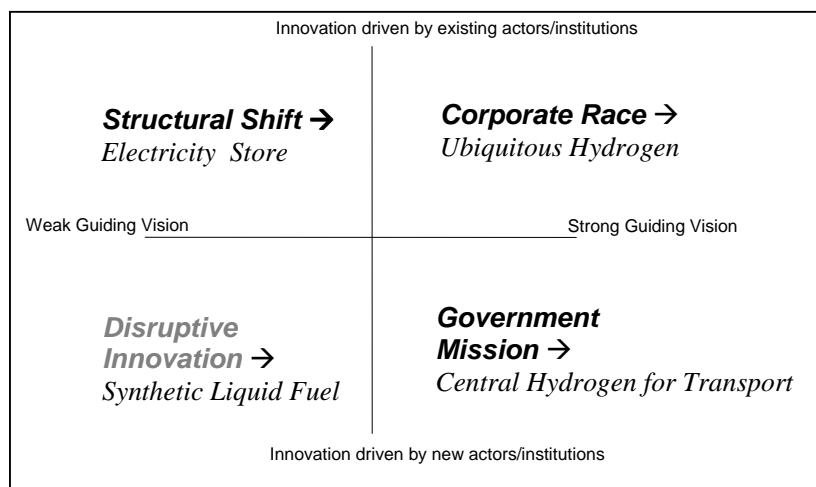 Innovation driven by existing actors/institutions
Structural Shift →
Electricity Store
Corporate Race →
Ubiquitous Hydrogen
Weak Guiding Vision
Strong Guiding Vision
Disruptive
Innovation →
Synthetic Liquid Fuel
Government
Mission →
Central Hydrogen for Transport
Innovation driven by new actors/institutions